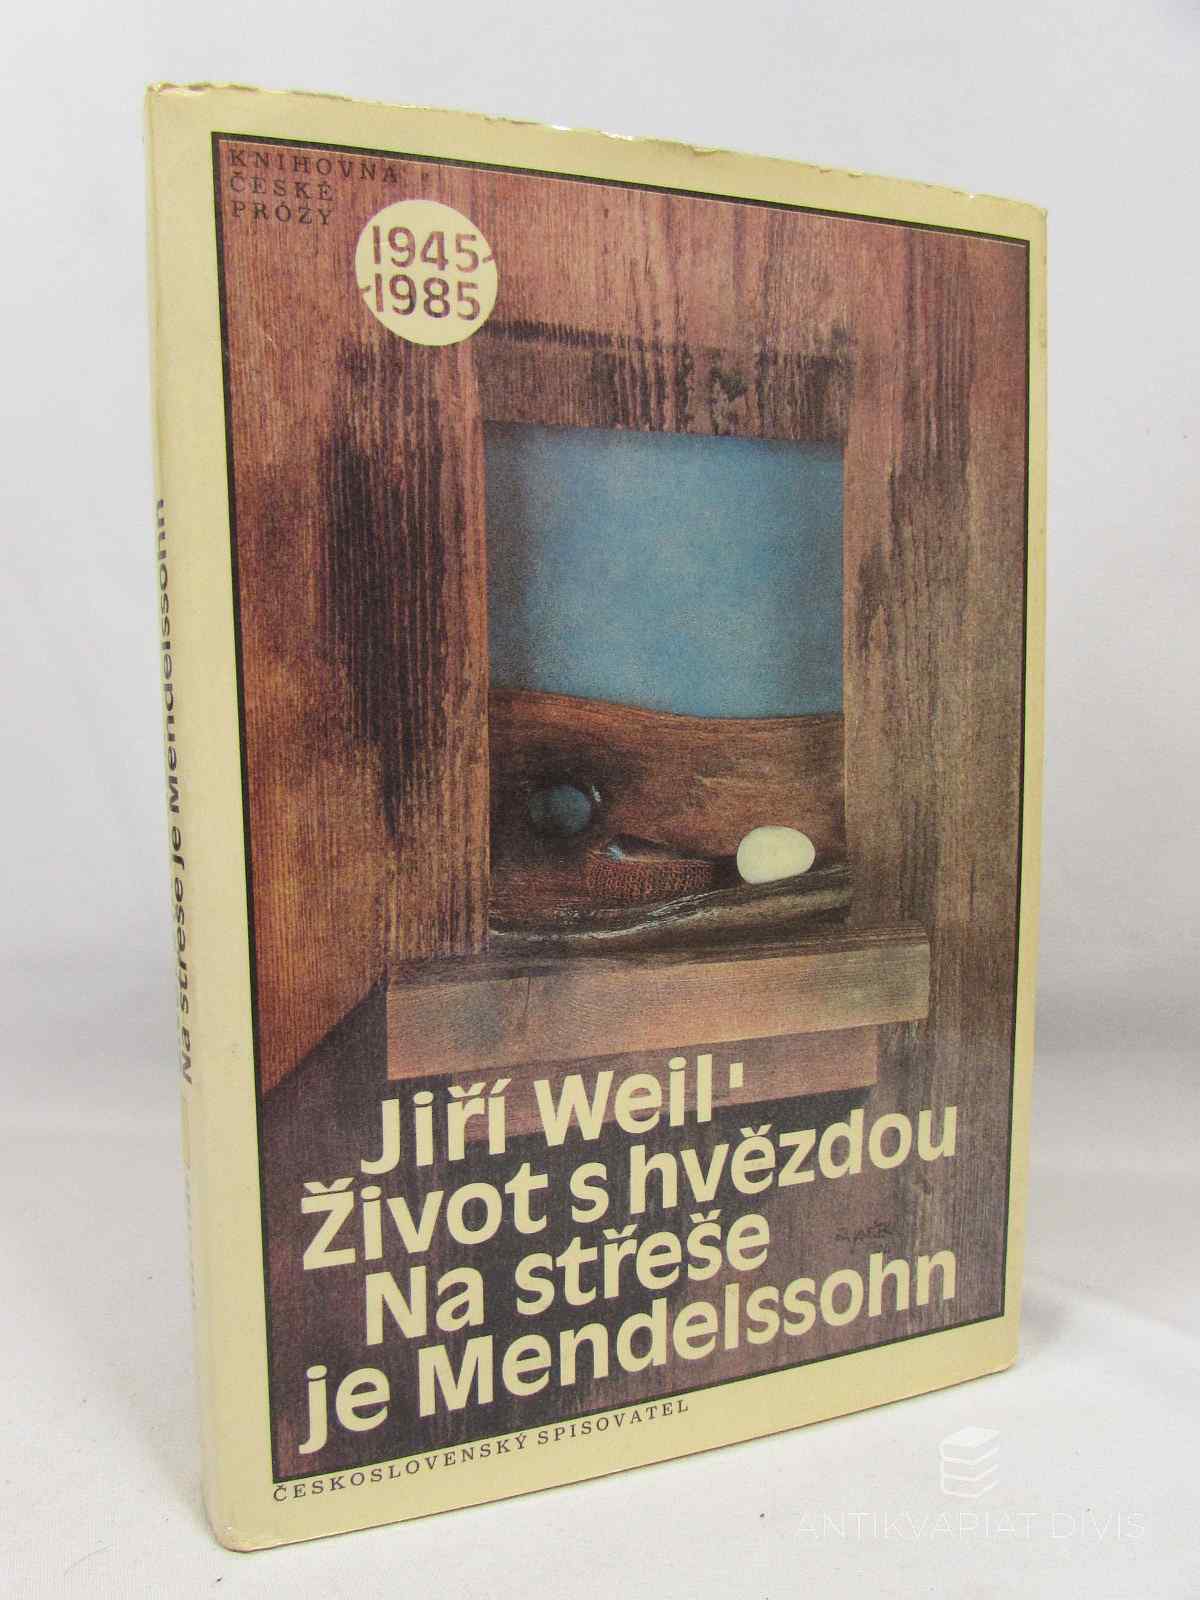 KNIHOVNA
ČESKÉ
PRÓZY
1945-
-1985
Jiří Weil·
Život s hvězdou
Na střeše
je Mendelssohn
ČESKOSLOVENSKÝ SPISOVATEL
Na střeše je Mendelssohn
ANTIKVARIÁT DIVIŠ